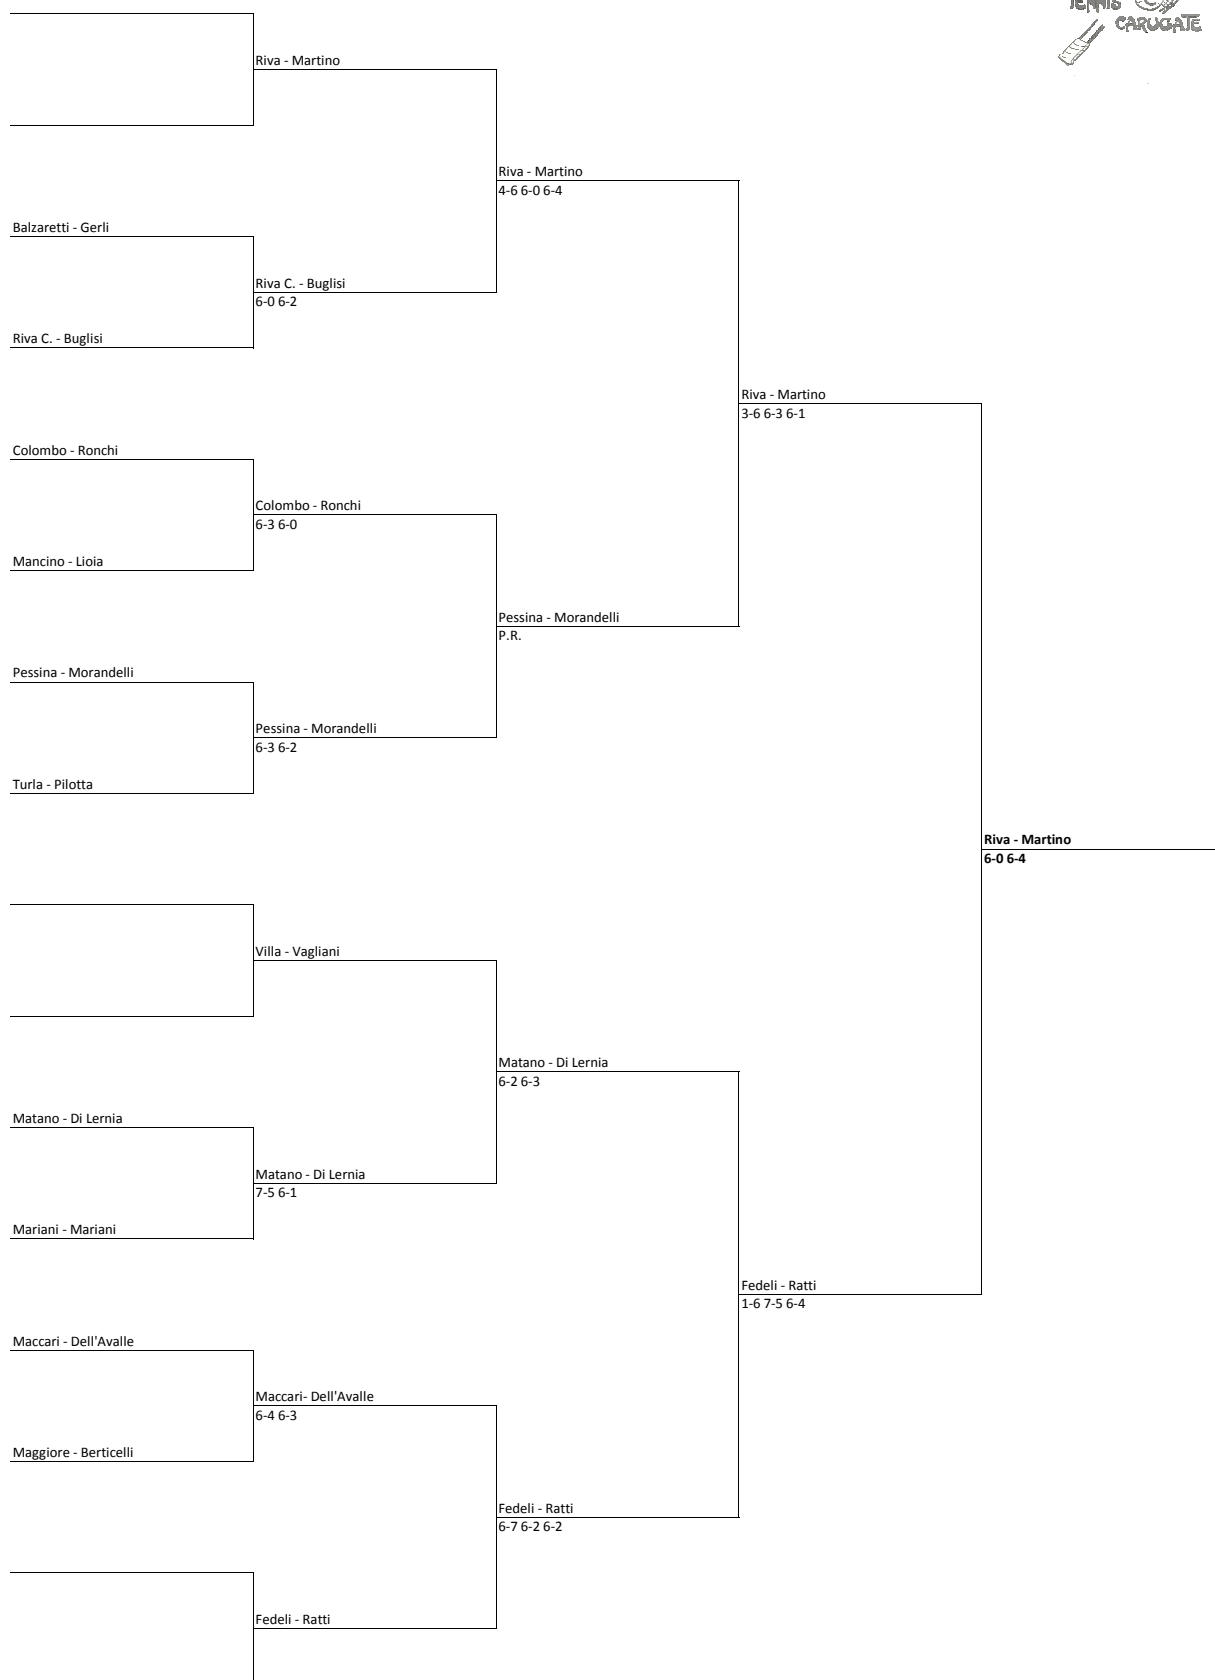 TENNIS
CARUGATE
Riva - Martino
Riva - Martino
4-6 6-0 6-4
Balzaretti - Gerli
Riva C. - Buglisi
6-0 6-2
Riva C. - Buglisi
Riva - Martino
3-6 6-3 6-1
Colombo - Ronchi
Colombo - Ronchi
6-3 6-0
Mancino - Lioia
Pessina - Morandelli
P.R.
Pessina - Morandelli
Pessina - Morandelli
6-3 6-2
Turla - Pilotta
Riva - Martino
6-0 6-4
Villa - Vagliani
Matano - Di Lernia
6-2 6-3
Matano - Di Lernia
Matano - Di Lernia
7-5 6-1
Mariani - Mariani
Fedeli - Ratti
1-6 7-5 6-4
Maccari - Dell'Avalle
Maccari- Dell'Avalle
6-4 6-3
Maggiore - Berticelli
Fedeli - Ratti
6-7 6-2 6-2
Fedeli - Ratti